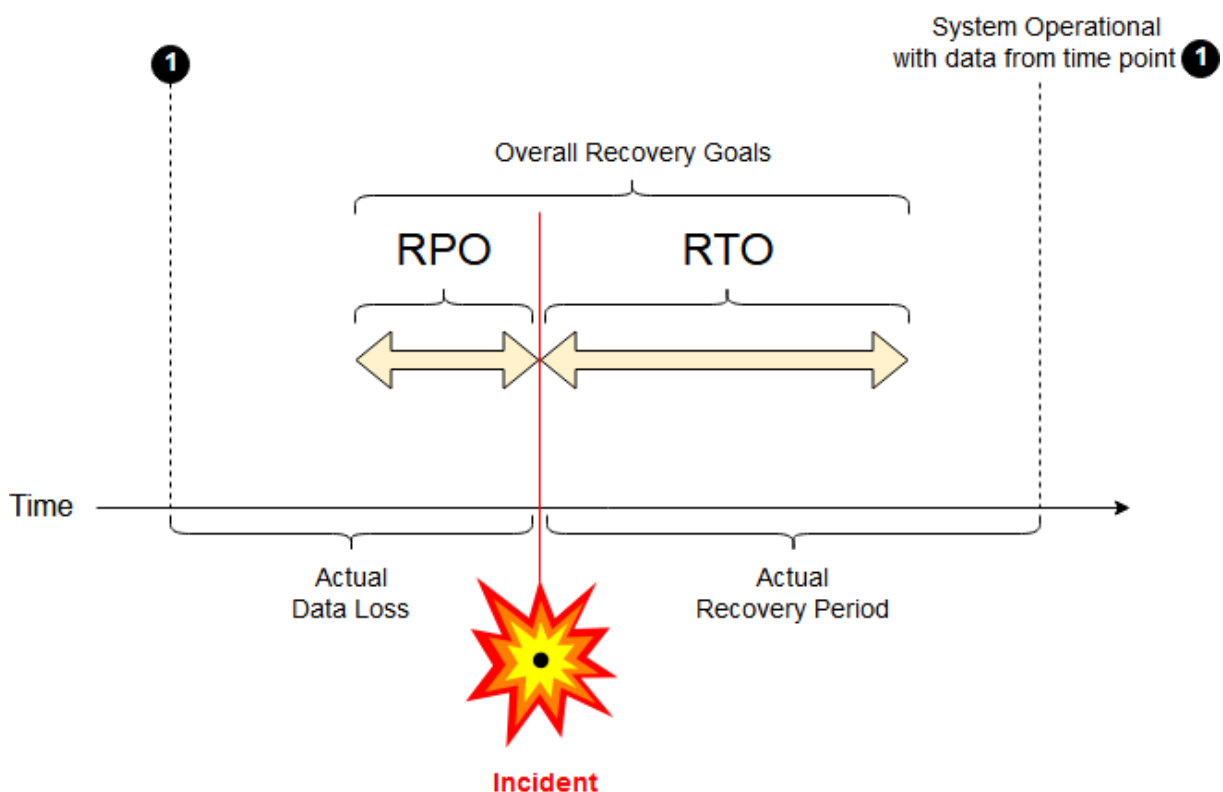 1
System Operational
with data from time point 1
Overall Recovery Goals
RPO
RTO
Time
Actual
Data Loss
Actual
Recovery Period
Incident